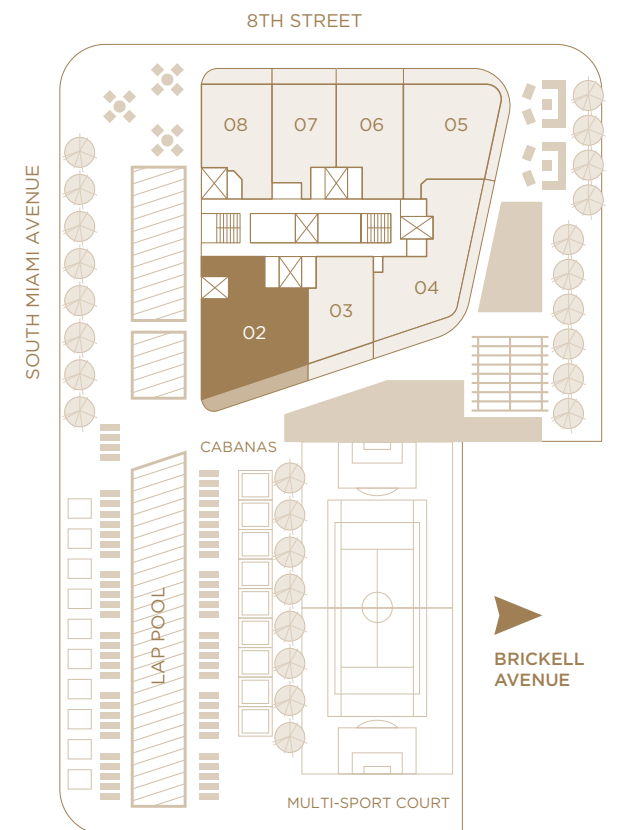 8TH STREET
SOUTH MIAMI AVENUE
08
07
06
05
04
03
02
CABANAS
LAP POOL
BRICKELL
AVENUE
MULTI-SPORT COURT